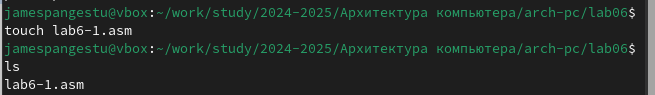 jamespangestu@vbox:~/work/study/2024-2025/Архитектура компьютера/arch-pc/lab06$
touch lab6-1.asm
jamespangestu@vbox:~/work/study/2024-2025/Архитектура компьютера/arch-pc/lab06$
ls
lab6-1.asm